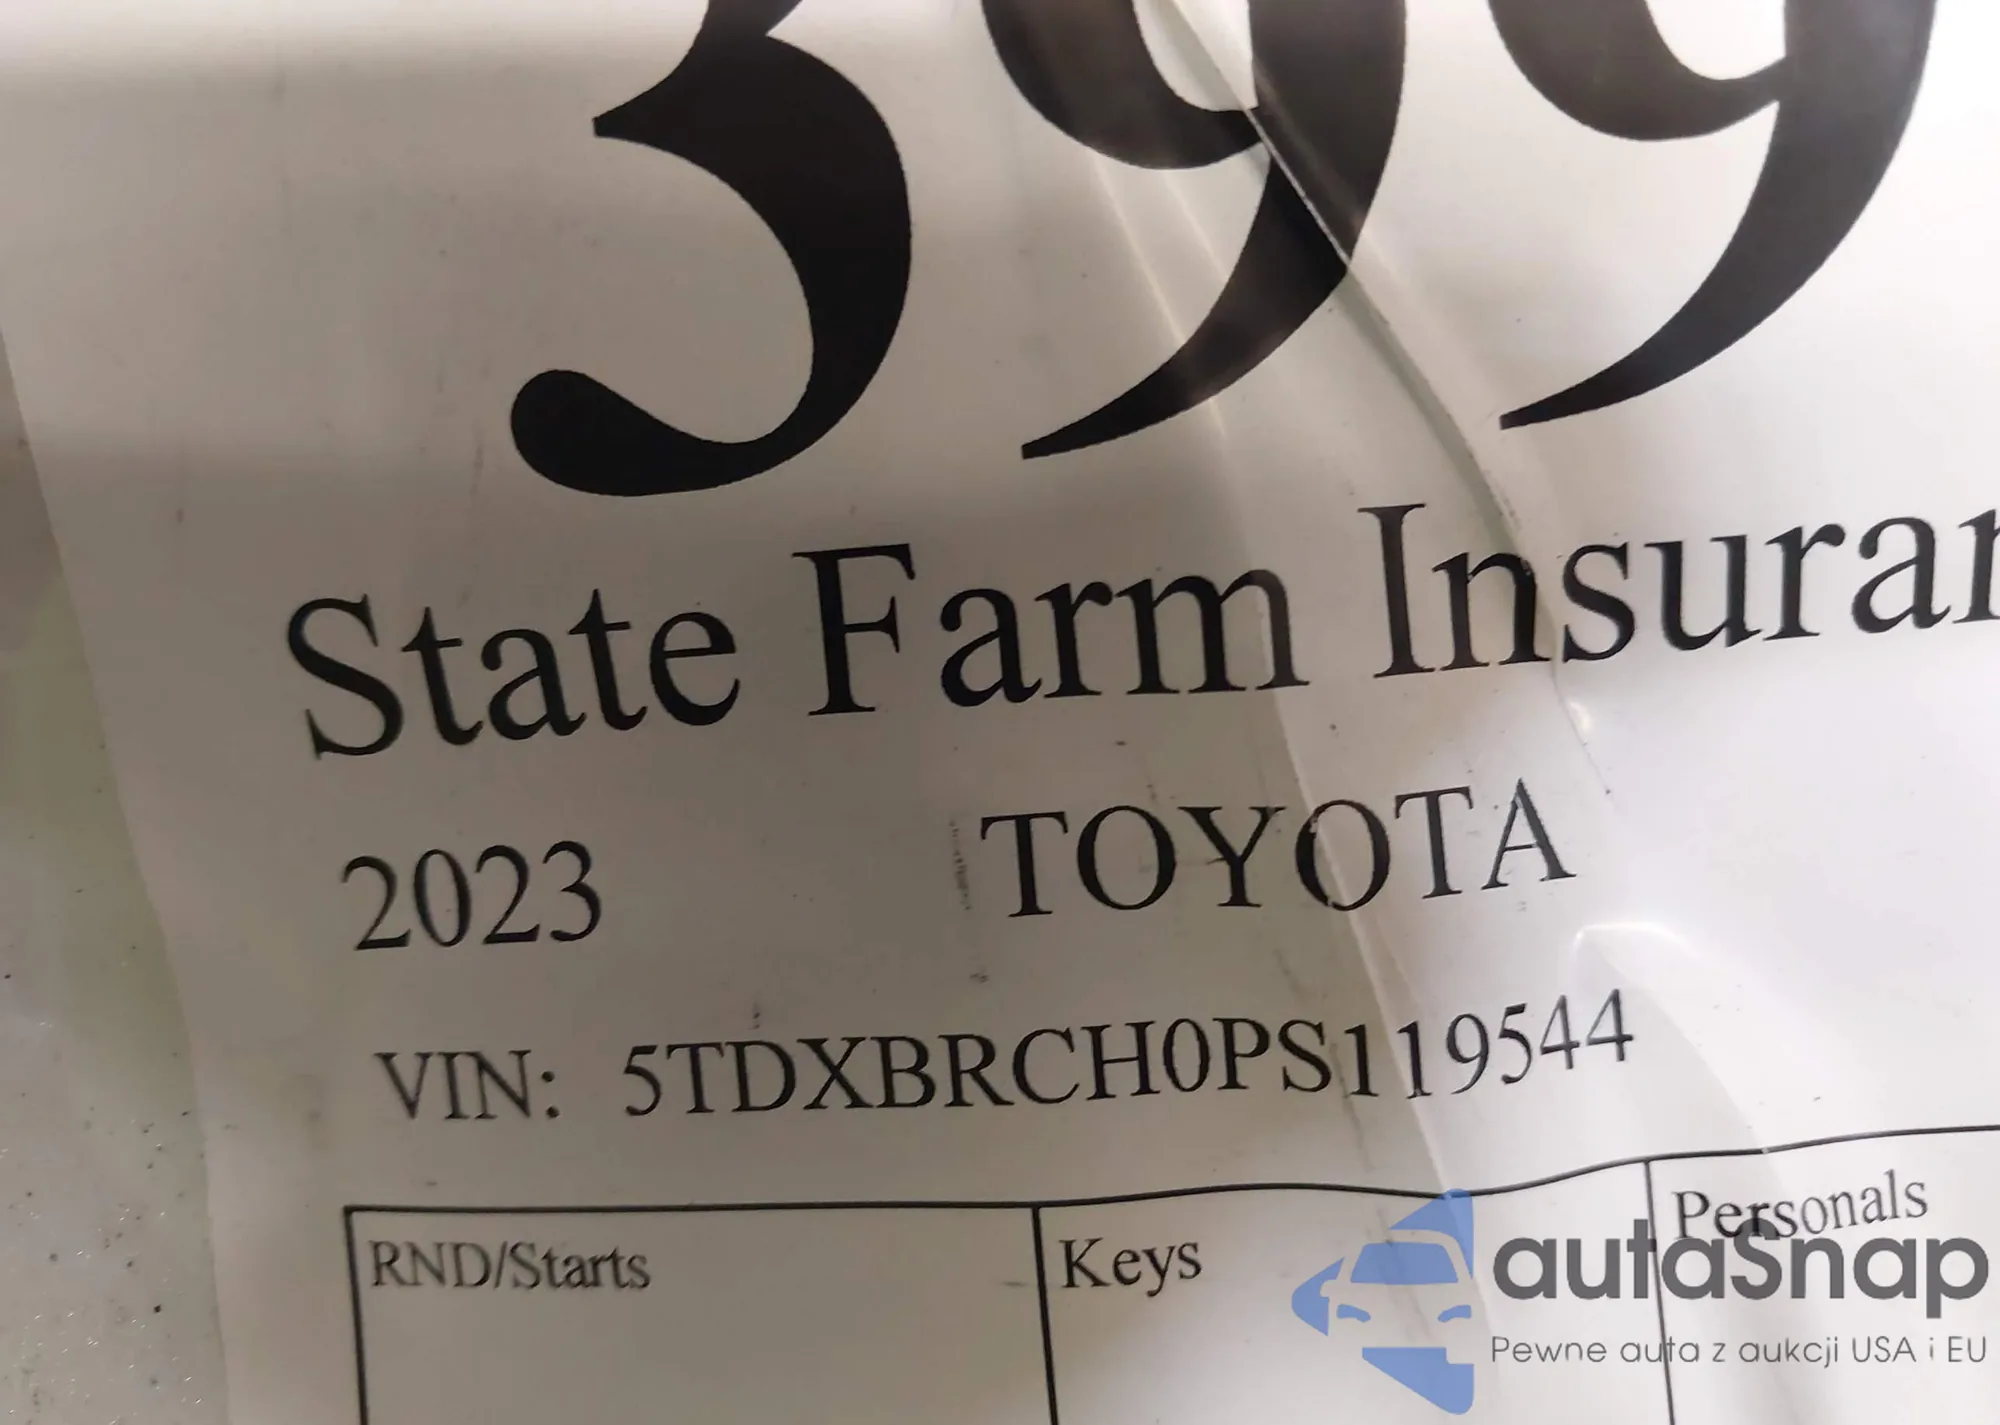 399
State Farm Insuran
2023 TOYOTA
VIN: 5TDXBRCH0PS119544
RND/Starts Keys Personals
autaSnap
Pewne auta z aukcji USA i EU